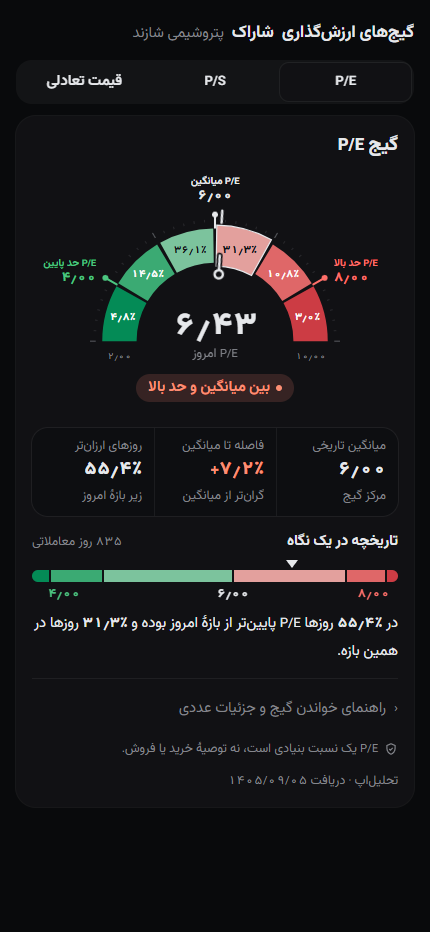 گیج‌های ارزش‌گذاری شاراک پتروشیمی شازند
P/E
P/S
قیمت تعادلی
گیج P/E
P/E میانگین
۶٫۰۰
P/E حد پایین
۴٫۰۰
P/E حد بالا
۸٫۰۰
۴٫۸٪
۱۴٫۵٪
۳۶٫۱٪
۳۱٫۳٪
۱۰٫۸٪
۳٫۰٪
۲٫۰۰
۱۰٫۰۰
۶٫۴۳
P/E امروز
بین میانگین و حد بالا
میانگین تاریخی
۶٫۰۰
مرکز گیج
فاصله تا میانگین
+۷٫۲٪
گران‌تر از میانگین
روزهای ارزان‌تر
۵۵٫۴٪
زیر بازهٔ امروز
تاریخچه در یک نگاه
۸۳۵ روز معاملاتی
۸٫۰۰
۶٫۰۰
۴٫۰۰
در ۵۵٫۴٪ روزها P/E پایین‌تر از بازهٔ امروز بوده و ۳۱٫۳٪ روزها در
همین بازه.
راهنمای خواندن گیج و جزئیات عددی
P/E یک نسبت بنیادی است، نه توصیهٔ خرید یا فروش.
تحلیل‌اپ · دریافت ۱۴۰۵/۰۹/۰۵